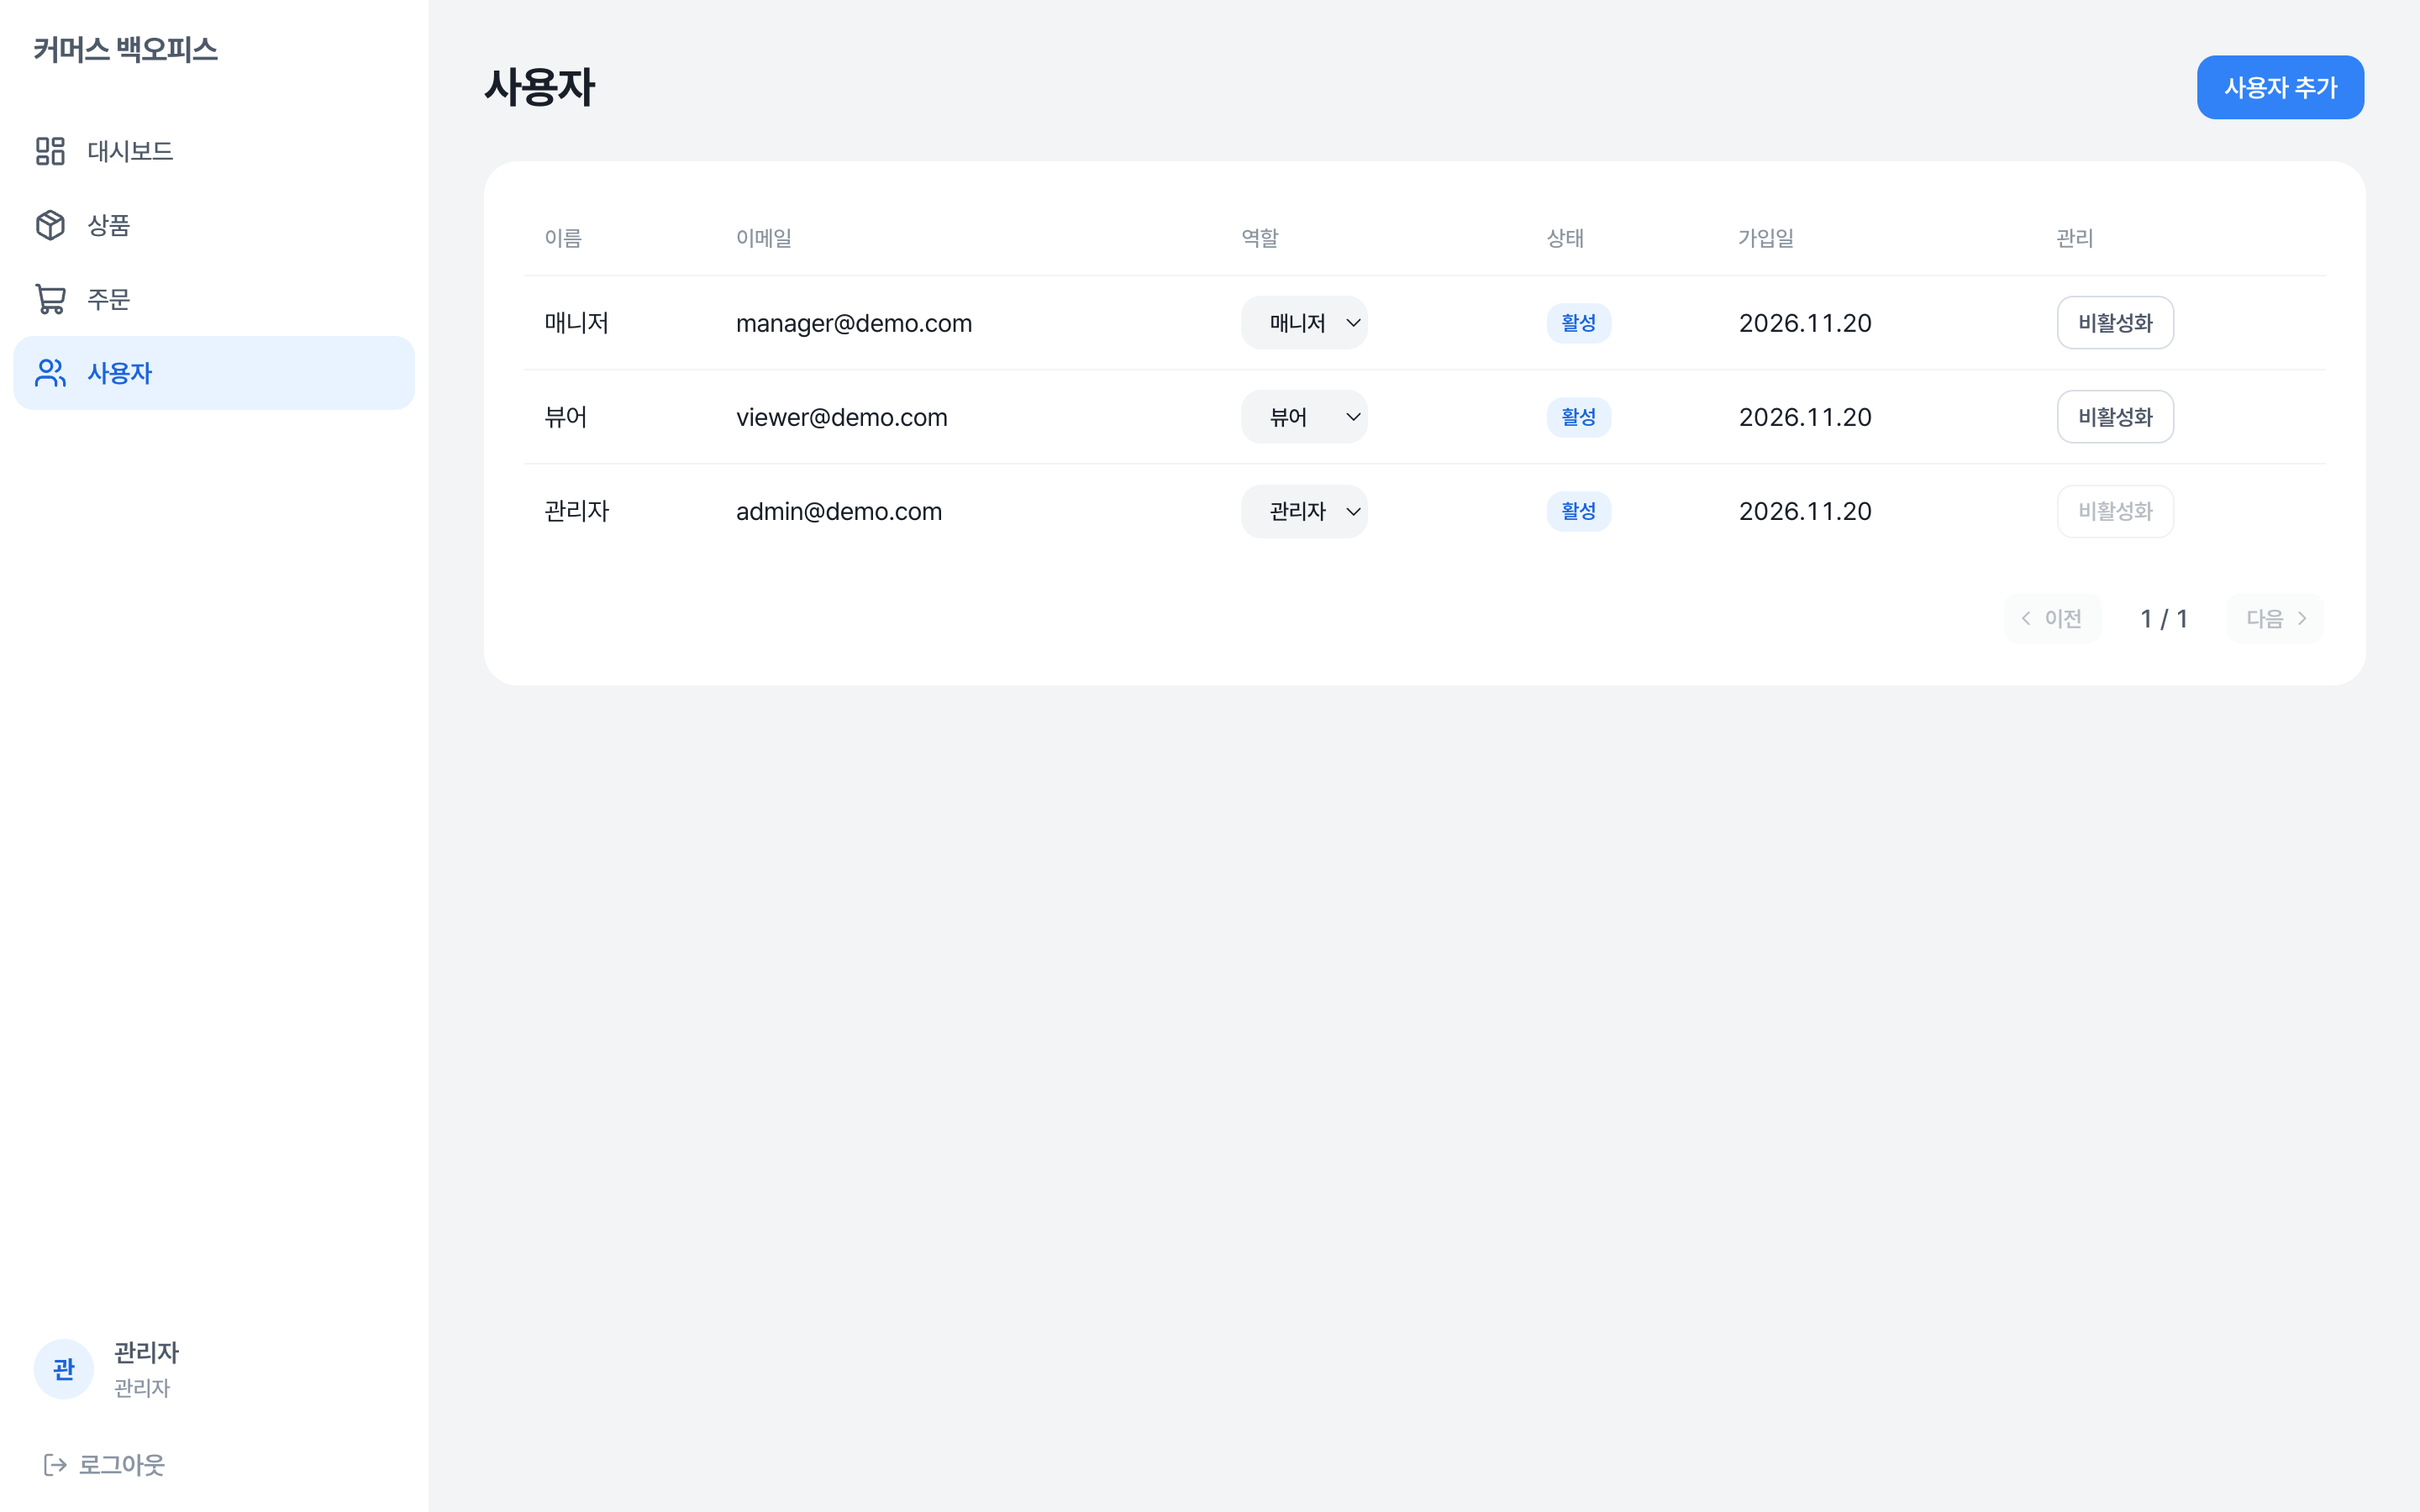 커머스 백오피스
대시보드
상품
주문
사용자
관
관리자
관리자
로그아웃
사용자
사용자 추가
이름 이메일 역할 상태 가입일 관리
매니저 manager@demo.com 매니저 활성 2026.11.20 비활성화
뷰어 viewer@demo.com 뷰어 활성 2026.11.20 비활성화
관리자 admin@demo.com 관리자 활성 2026.11.20 비활성화
이전 1 / 1 다음